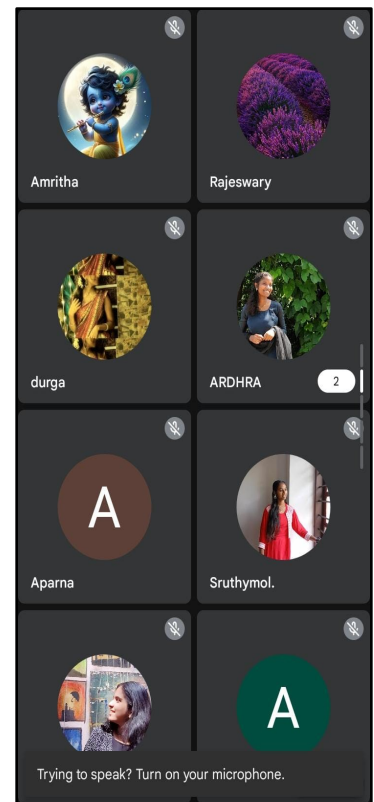 Amritha
Rajeswary
durga
ARDHRA
2
A
Aparna
Sruthymol.
A
Trying to speak? Turn on your microphone.